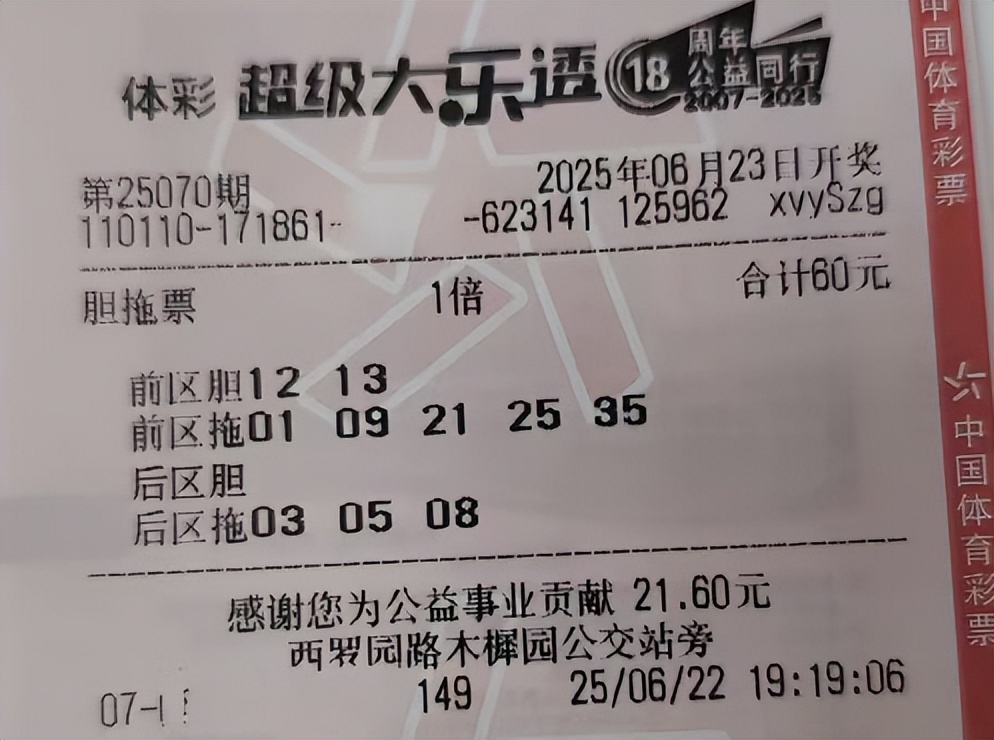 体彩 超级大乐透 18 周年 公益同行 2007-2025
第25070期 2025年06月23日开奖
110110-171861- -623141 125962 xvySzg
胆拖票 1倍 合计60元
前区胆12 13
前区拖01 09 21 25 35
后区胆
后区拖03 05 08
感谢您为公益事业贡献 21.60元
西罗园路木樨园公交站旁
07- 149 25/06/22 19:19:06
中国体育彩票
中国体育彩票